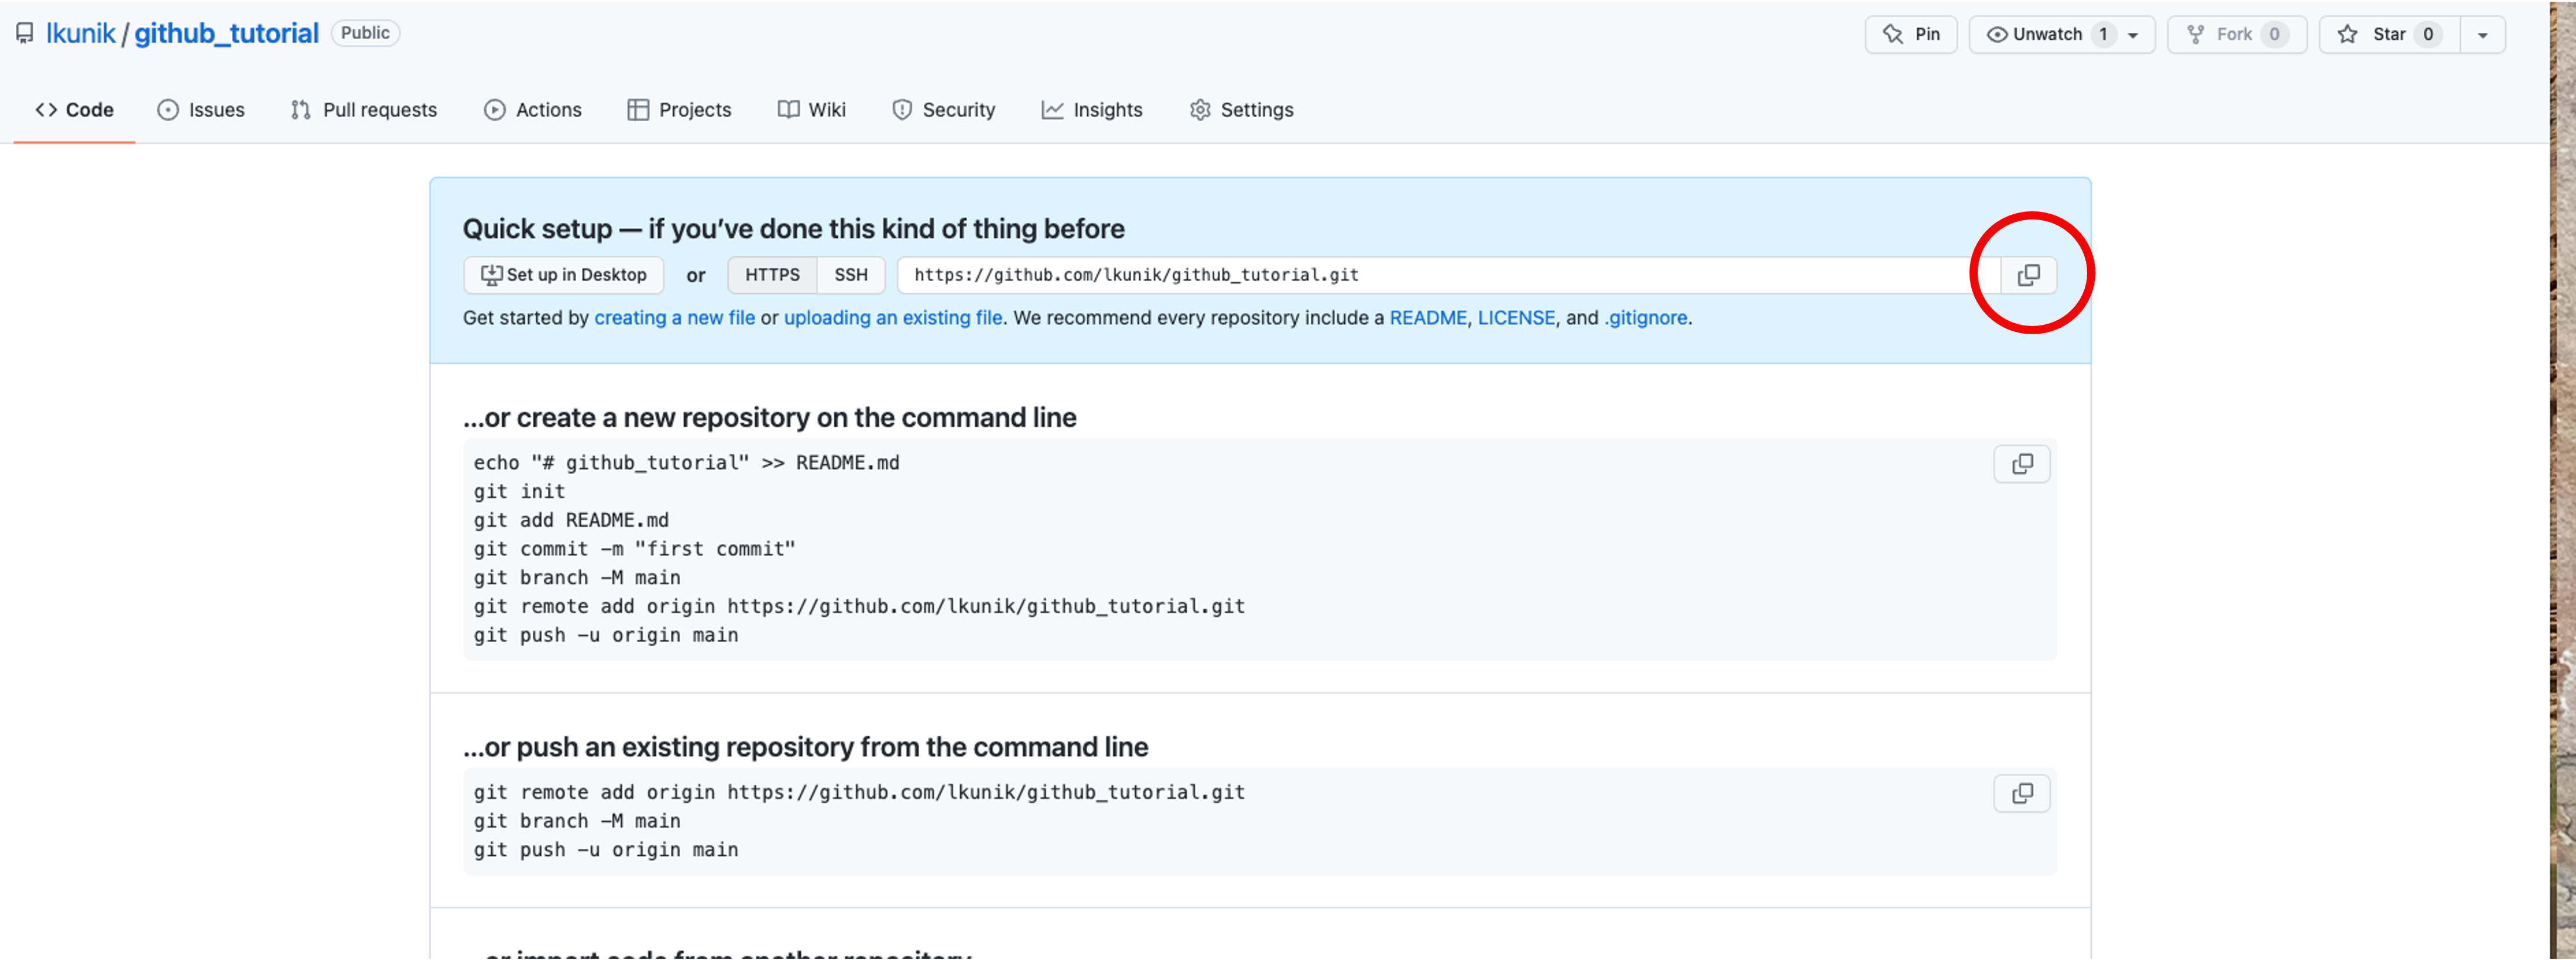 lkunik / github_tutorial Public
Pin Unwatch 1 Fork 0 Star 0
Code Issues Pull requests Actions Projects Wiki Security Insights Settings
Quick setup — if you’ve done this kind of thing before
Set up in Desktop or HTTPS SSH https://github.com/lkunik/github_tutorial.git
Get started by creating a new file or uploading an existing file. We recommend every repository include a README, LICENSE, and .gitignore.
...or create a new repository on the command line
echo "# github_tutorial" >> README.md
git init
git add README.md
git commit -m "first commit"
git branch -M main
git remote add origin https://github.com/lkunik/github_tutorial.git
git push -u origin main
...or push an existing repository from the command line
git remote add origin https://github.com/lkunik/github_tutorial.git
git branch -M main
git push -u origin main
...or import code from another repository